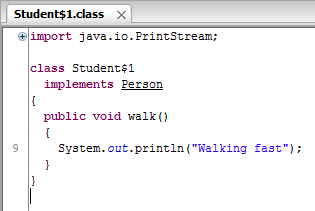 Student$1.class
import java.io.PrintStream;
class Student$1
implements Person
{
public void walk()
{
9 System.out.println("Walking fast");
}
}